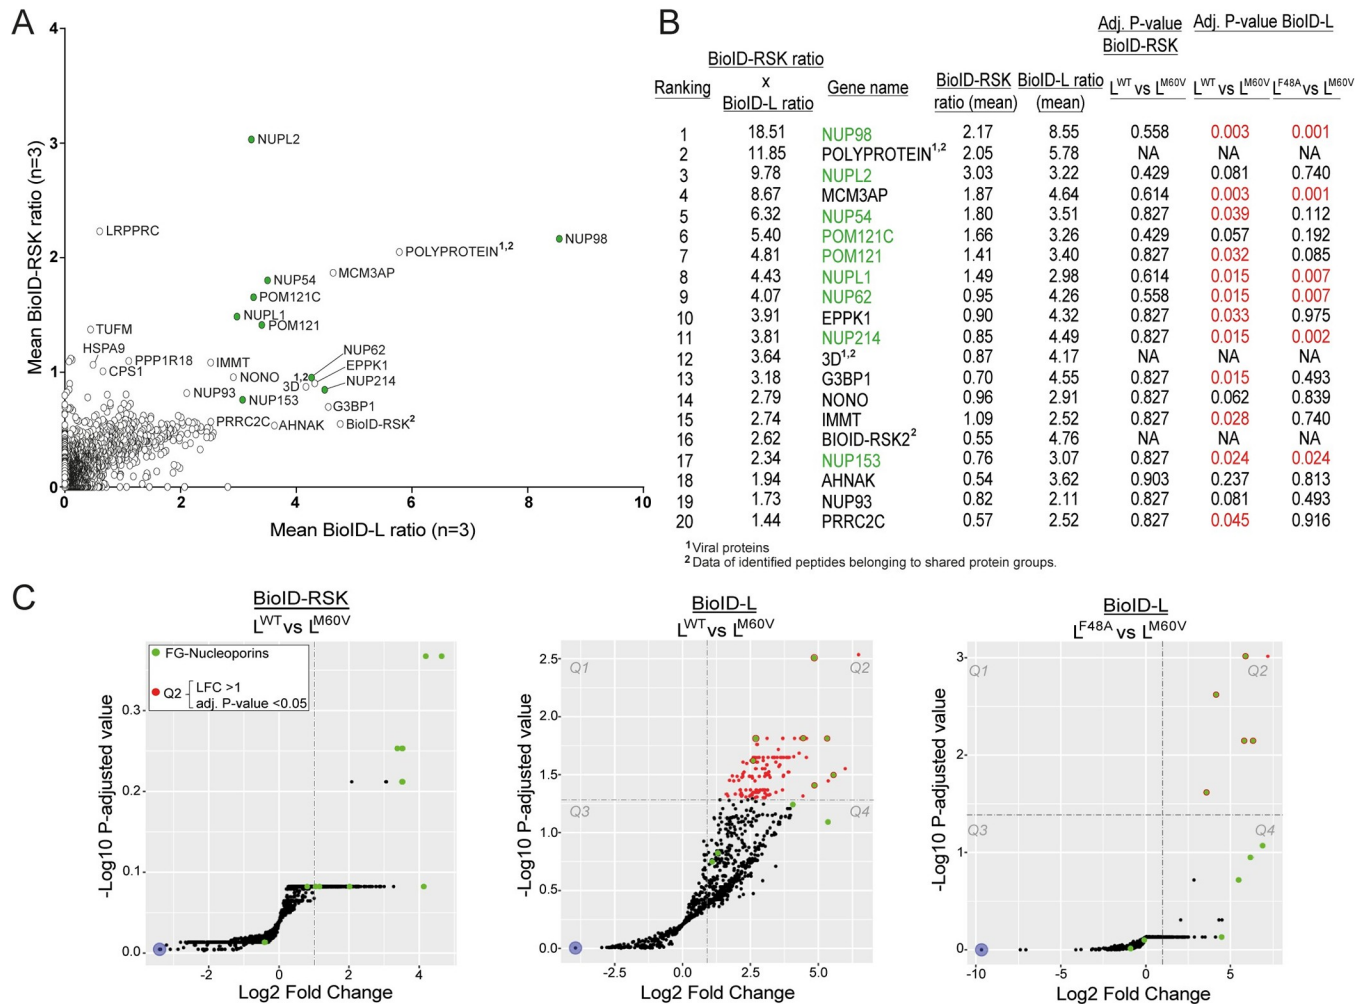 A
Mean BioID-RSK ratio (n=3)
4
3
2
1
0
0
2
4
6
8
10
Mean BioID-L ratio (n=3)
NUPL2
LRPPRC
NUP98
POLYPROTEIN1,2
MCM3AP
NUP54
POM121C
NUPL1
POM121
TUFM
HSPA9
PPP1R18
CPS1
IMMT
NONO
NUP62
EPPK1
3D1,2
NUP214
NUP93
NUP153
G3BP1
PRRC2C
AHNAK
BioID-RSK2
B
Adj. P-value BioID-RSK
Adj. P-value BioID-L
Ranking
BioID-RSK ratio x BioID-L ratio
Gene name
BioID-RSK ratio (mean)
BioID-L ratio (mean)
LWT vs LM60V
LWT vs LM60V
LF48A vs LM60V
1 18.51 NUP98 2.17 8.55 0.558 0.003 0.001
2 11.85 POLYPROTEIN1,2 2.05 5.78 NA NA NA
3 9.78 NUPL2 3.03 3.22 0.429 0.081 0.740
4 8.67 MCM3AP 1.87 4.64 0.614 0.003 0.001
5 6.32 NUP54 1.80 3.51 0.827 0.039 0.112
6 5.40 POM121C 1.66 3.26 0.429 0.057 0.192
7 4.81 POM121 1.41 3.40 0.827 0.032 0.085
8 4.43 NUPL1 1.49 2.98 0.614 0.015 0.007
9 4.07 NUP62 0.95 4.26 0.558 0.015 0.007
10 3.91 EPPK1 0.90 4.32 0.827 0.033 0.975
11 3.81 NUP214 0.85 4.49 0.827 0.015 0.002
12 3.64 3D1,2 0.87 4.17 NA NA NA
13 3.18 G3BP1 0.70 4.55 0.827 0.015 0.493
14 2.79 NONO 0.96 2.91 0.827 0.062 0.839
15 2.74 IMMT 1.09 2.52 0.827 0.028 0.740
16 2.62 BIOID-RSK22 0.55 4.76 NA NA NA
17 2.34 NUP153 0.76 3.07 0.827 0.024 0.024
18 1.94 AHNAK 0.54 3.62 0.903 0.237 0.813
19 1.73 NUP93 0.82 2.11 0.827 0.081 0.493
20 1.44 PRRC2C 0.57 2.52 0.827 0.045 0.916
1 Viral proteins
2 Data of identified peptides belonging to shared protein groups.
C
BioID-RSK
LWT vs LM60V
FG-Nucleoporins
Q2
LFC >1
adj. P-value <0.05
-Log10 P-adjusted value
0.3
0.2
0.1
0.0
-2
0
2
4
Log2 Fold Change
BioID-L
LWT vs LM60V
Q1
Q2
Q3
Q4
-Log10 P-adjusted value
2.5
2.0
1.5
1.0
0.5
0.0
-2.5
0.0
2.5
5.0
Log2 Fold Change
BioID-L
LF48A vs LM60V
Q1
Q2
Q3
Q4
-Log10 P-adjusted value
3
2
1
0
-10
-5
0
5
Log2 Fold Change